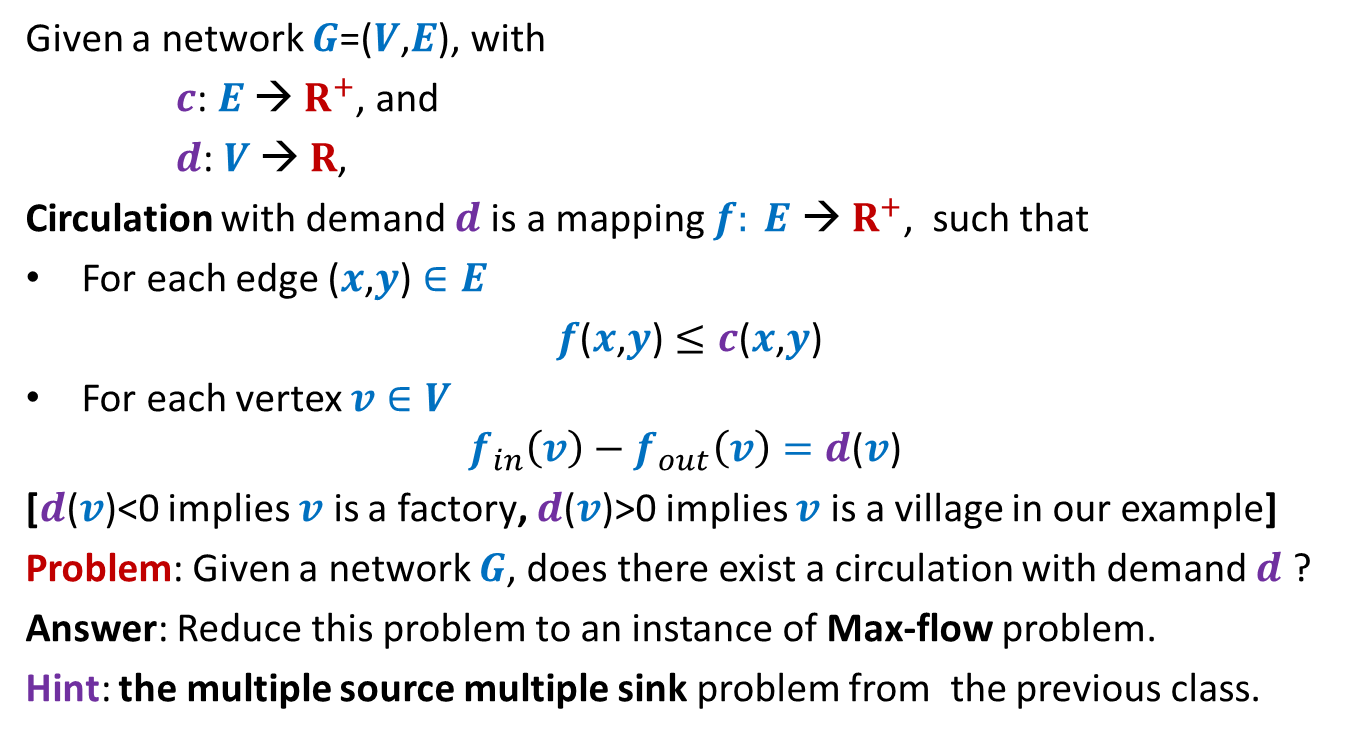 Given a network G=(V,E), with
c: E → R⁺, and
d: V → R,
Circulation with demand d is a mapping f: E → R⁺, such that
• For each edge (x,y) ∈ E
f(x,y) ≤ c(x,y)
• For each vertex v ∈ V
f_in(v) − f_out(v) = d(v)
[d(v)<0 implies v is a factory, d(v)>0 implies v is a village in our example]
Problem: Given a network G, does there exist a circulation with demand d ?
Answer: Reduce this problem to an instance of Max-flow problem.
Hint: the multiple source multiple sink problem from the previous class.